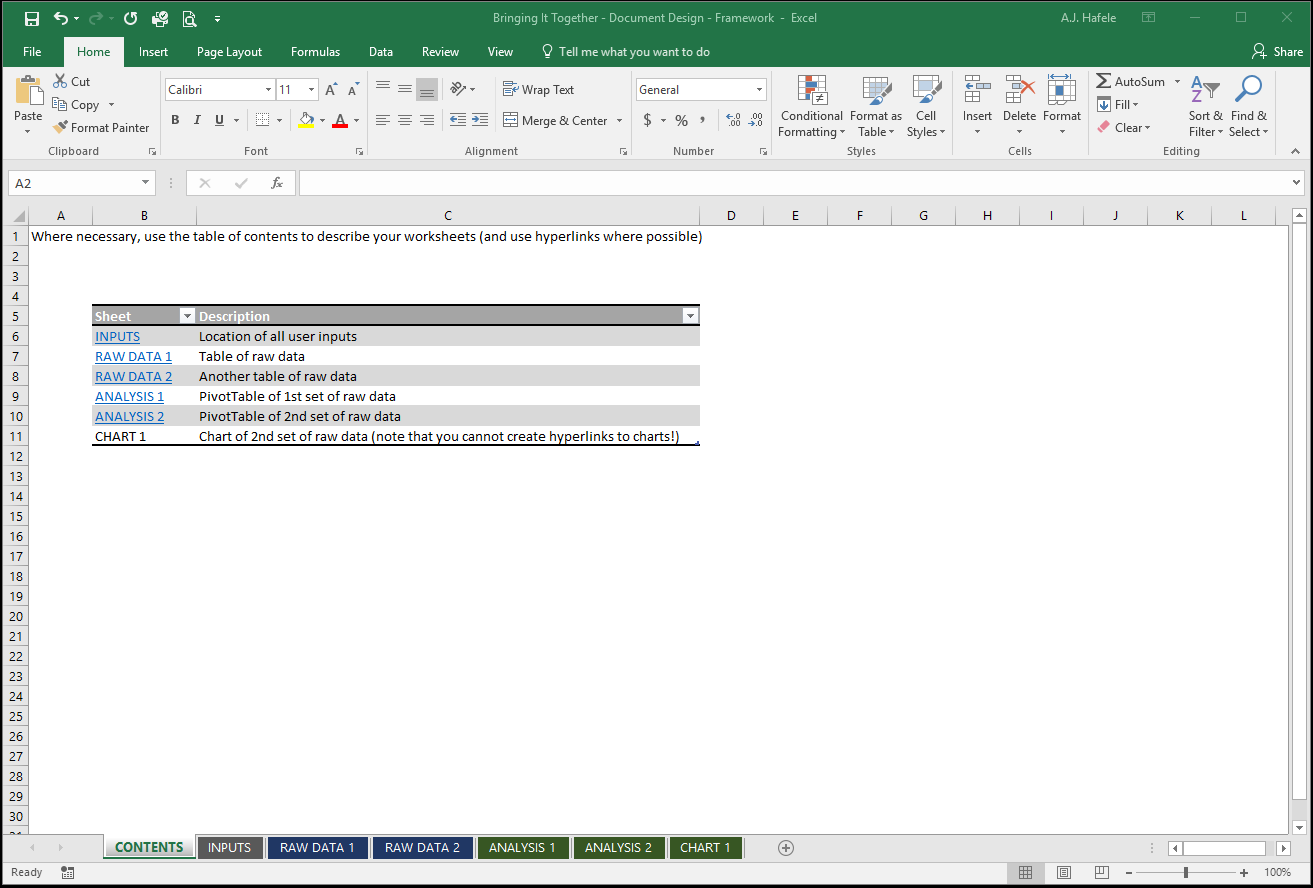 Bringing It Together - Document Design - Framework - Excel
A.J. Hafele
File Home Insert Page Layout Formulas Data Review View Tell me what you want to do Share
Paste
Cut
Copy
Format Painter
Clipboard
Calibri 11
B I U A
Font
Wrap Text
Merge & Center
Alignment
General
$ % ,
Number
Conditional Formatting
Format as Table
Cell Styles
Styles
Insert
Delete
Format
Cells
AutoSum
Fill
Clear
Sort & Filter
Find & Select
Editing
A2
fx
A B C D E F G H I J K L
1 Where necessary, use the table of contents to describe your worksheets (and use hyperlinks where possible)
2
3
4
5 Sheet Description
6 INPUTS Location of all user inputs
7 RAW DATA 1 Table of raw data
8 RAW DATA 2 Another table of raw data
9 ANALYSIS 1 PivotTable of 1st set of raw data
10 ANALYSIS 2 PivotTable of 2nd set of raw data
11 CHART 1 Chart of 2nd set of raw data (note that you cannot create hyperlinks to charts!)
12
13
14
15
16
17
18
19
20
21
22
23
24
25
26
27
28
29
30
CONTENTS INPUTS RAW DATA 1 RAW DATA 2 ANALYSIS 1 ANALYSIS 2 CHART 1
Ready
100%